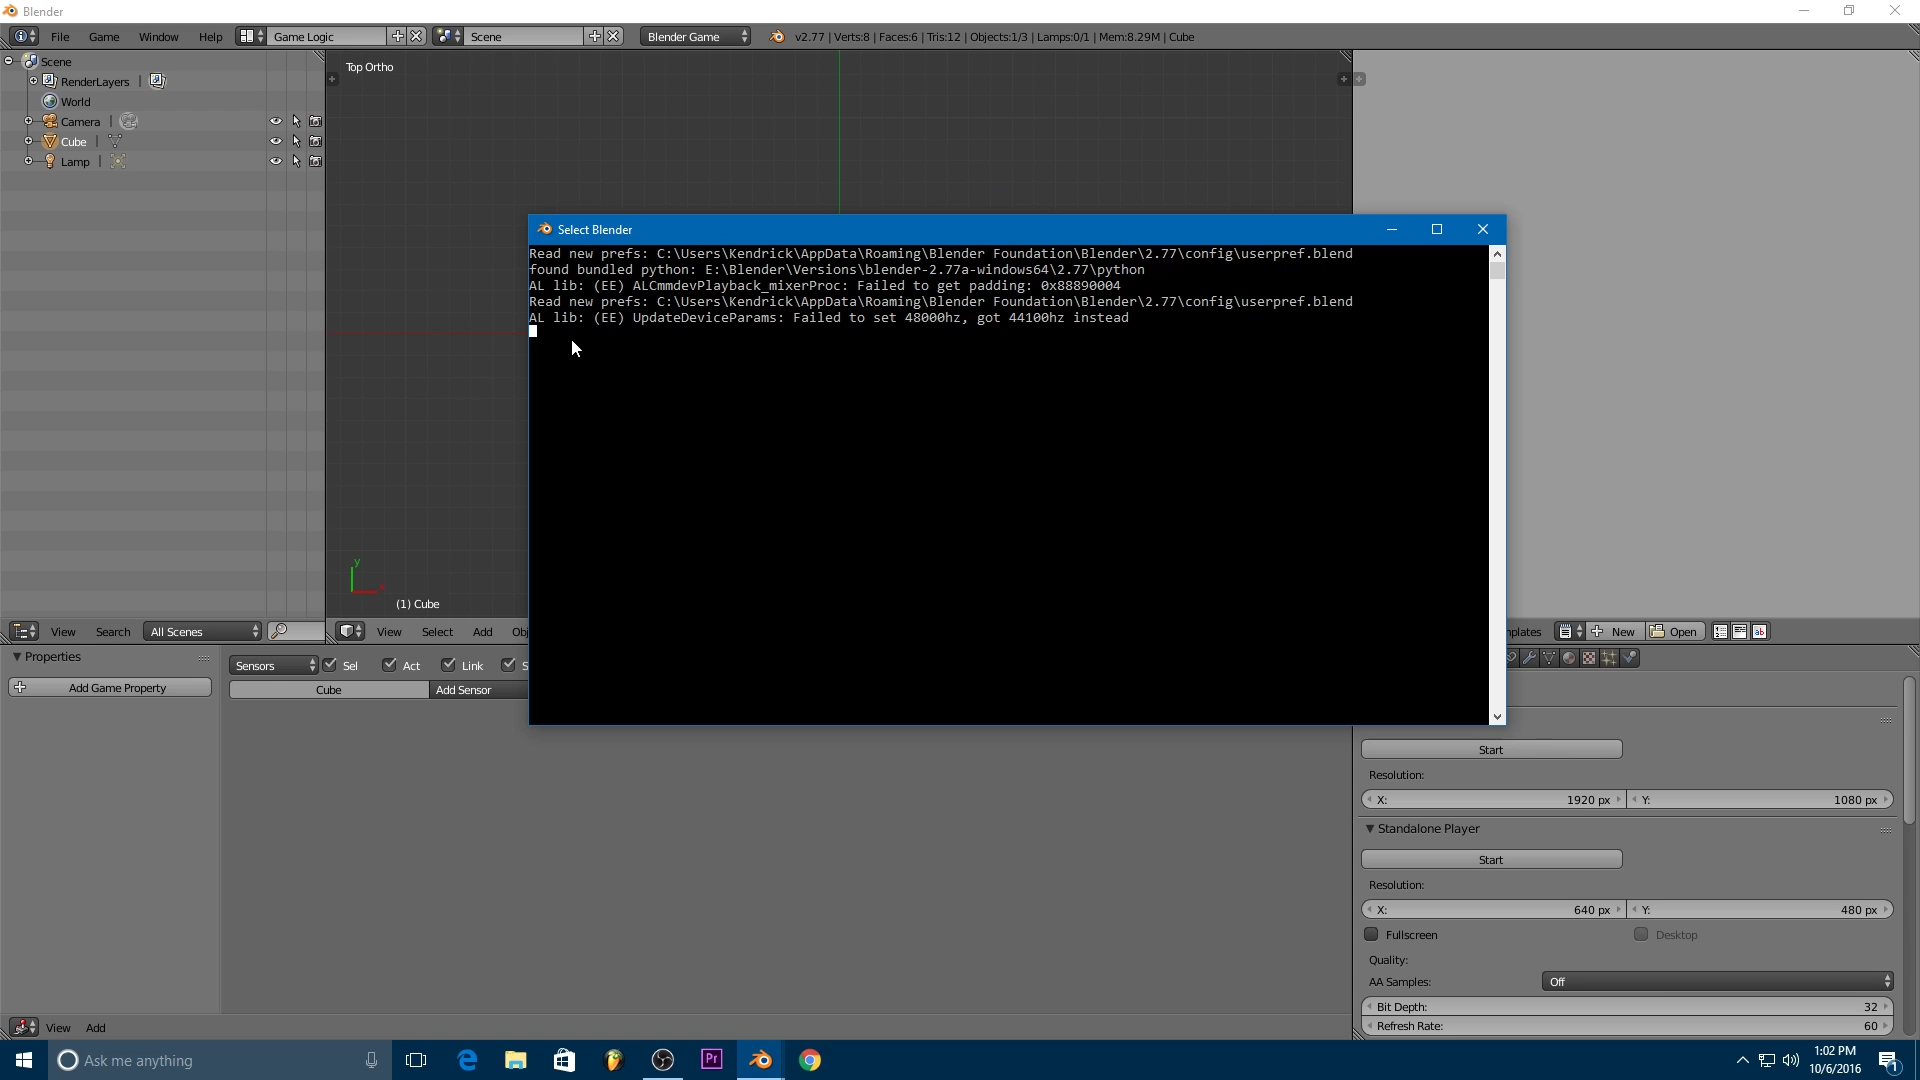 Blender
File Game Window Help Game Logic Scene Blender Game v2.77 | Verts:8 | Faces:6 | Tris:12 | Objects:1/3 | Lamps:0/1 | Mem:8.29M | Cube
Scene
RenderLayers |
World
Camera |
Cube |
Lamp |
Top Ortho
Select Blender
Read new prefs: C:\Users\Kendrick\AppData\Roaming\Blender Foundation\Blender\2.77\config\userpref.blend
found bundled python: E:\Blender\Versions\blender-2.77a-windows64\2.77\python
AL lib: (EE) ALCmmdevPlayback_mixerProc: Failed to get padding: 0x88890004
Read new prefs: C:\Users\Kendrick\AppData\Roaming\Blender Foundation\Blender\2.77\config\userpref.blend
AL lib: (EE) UpdateDeviceParams: Failed to set 48000hz, got 44100hz instead
y
(1) Cube
View Search All Scenes
View Select Add Obj
mplates New Open
Properties
Add Game Property
Sensors Sel Act Link S
Cube Add Sensor
Start
Resolution:
X: 1920 px Y: 1080 px
Standalone Player
Start
Resolution:
X: 640 px Y: 480 px
Fullscreen Desktop
Quality:
AA Samples: Off
Bit Depth: 32
Refresh Rate: 60
View Add
Ask me anything
Pr
1:02 PM
10/6/2016
1